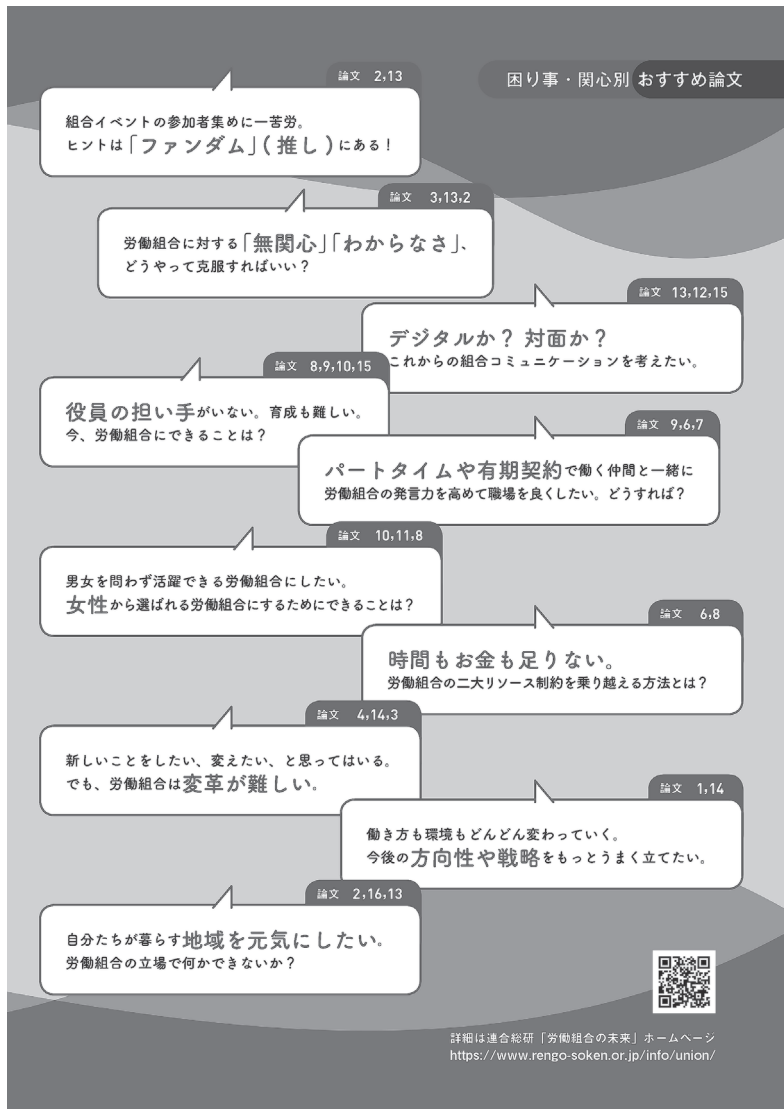 困り事・関心別 おすすめ論文
論文 2,13
組合イベントの参加者集めに一苦労。
ヒントは「ファンダム」(推し)にある！
論文 3,13,2
労働組合に対する「無関心」「わからなさ」、
どうやって克服すればいい？
論文 13,12,15
デジタルか？ 対面か？
これからの組合コミュニケーションを考えたい。
論文 8,9,10,15
役員の担い手がいない。育成も難しい。
今、労働組合にできることは？
論文 9,6,7
パートタイムや有期契約で働く仲間と一緒に
労働組合の発言力を高めて職場を良くしたい。どうすれば？
論文 10,11,8
男女を問わず活躍できる労働組合にしたい。
女性から選ばれる労働組合にするためにできることは？
論文 6,8
時間もお金も足りない。
労働組合の二大リソース制約を乗り越える方法とは？
論文 4,14,3
新しいことをしたい、変えたい、と思ってはいる。
でも、労働組合は変革が難しい。
論文 1,14
働き方も環境もどんどん変わっていく。
今後の方向性や戦略をもっとうまく立てたい。
論文 2,16,13
自分たちが暮らす地域を元気にしたい。
労働組合の立場で何かできないか？
詳細は連合総研「労働組合の未来」ホームページ
https://www.rengo-soken.or.jp/info/union/